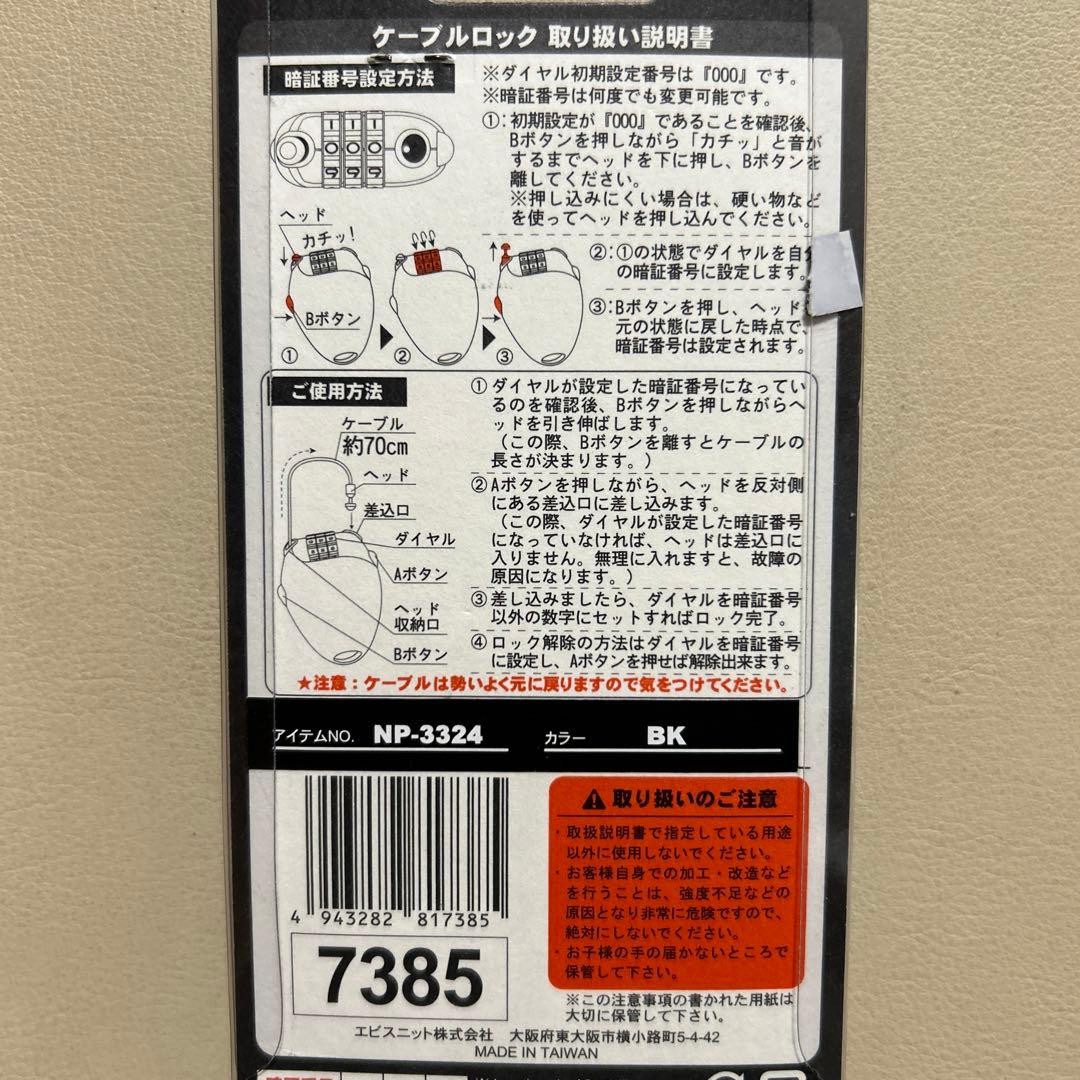 ケーブルロック 取り扱い説明書
暗証番号設定方法
※ダイヤル初期設定番号は『000』です。
※暗証番号は何度でも変更可能です。
①:初期設定が『000』であることを確認後、
Bボタンを押しながら「カチッ」と音が
するまでヘッドを下に押し、Bボタンを
離してください。
※押し込みにくい場合は、硬い物など
を使ってヘッドを押し込んでください。
1 1 1
0 0 0
9 9 9
ヘッド
カチッ!
Bボタン
① ② ③
②:①の状態でダイヤルを自分
の暗証番号に設定します。
③:Bボタンを押し、ヘッド
元の状態に戻した時点で、
暗証番号は設定されます。
ご使用方法
ケーブル
約70cm
ヘッド
差込口
ダイヤル
Aボタン
ヘッド
収納口
Bボタン
① ダイヤルが設定した暗証番号になってい
るのを確認後、Bボタンを押しながらヘ
ッドを引き伸ばします。
(この際、Bボタンを離すとケーブルの
長さが決まります。)
② Aボタンを押しながら、ヘッドを反対側
にある差込口に差し込みます。
(この際、ダイヤルが設定した暗証番号
になっていなければ、ヘッドは差込口に
入りません。無理に入れますと、故障の
原因になります。)
③ 差し込みましたら、ダイヤルを暗証番号
以外の数字にセットすればロック完了。
④ ロック解除の方法はダイヤルを暗証番号
に設定し、Aボタンを押せば解除出来ます。
★注意:ケーブルは勢いよく元に戻りますので気をつけてください。
アイテムNO. NP-3324 カラー BK
4 943282 817385
7385
取り扱いのご注意
・取扱説明書で指定している用途
以外に使用しないでください。
・お客様自身での加工・改造など
を行うことは、強度不足などの
原因となり非常に危険ですので、
絶対にしないでください。
・お子様の手の届かないところで
保管して下さい。
※この注意事項の書かれた用紙は
大切に保管して下さい。
エビスニット株式会社 大阪府東大阪市横小路町5-4-42
MADE IN TAIWAN